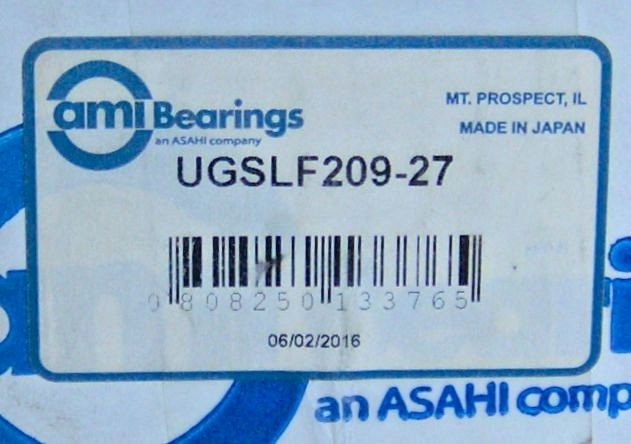 ami Bearings
an ASAHI company
MT. PROSPECT, IL
MADE IN JAPAN
UGSLF209-27
0 808250 133765
06/02/2016
an ASAHI comp